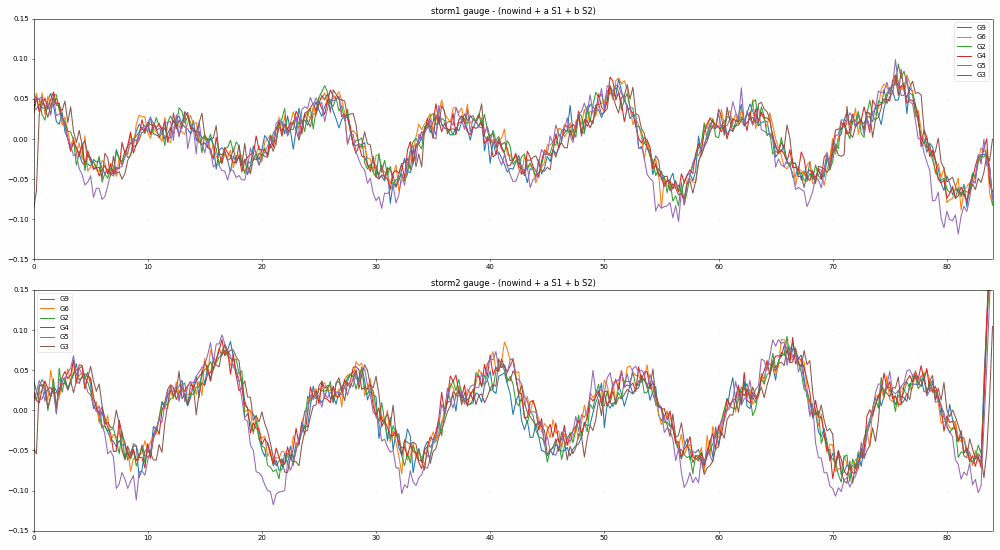 storm1 gauge - (nowind + a S1 + b S2)
0.15
0.10
0.05
0.00
−0.05
−0.10
−0.15
G9
G6
G2
G4
G5
G3
0 10 20 30 40 50 60 70 80
storm2 gauge - (nowind + a S1 + b S2)
0.15
0.10
0.05
0.00
−0.05
−0.10
−0.15
G9
G6
G2
G4
G5
G3
0 10 20 30 40 50 60 70 80